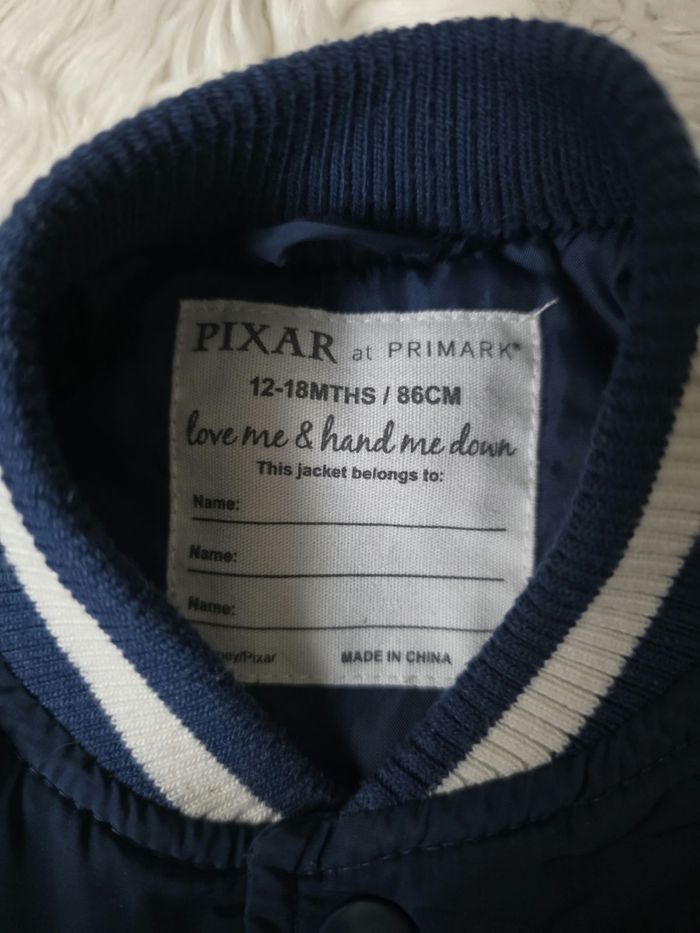 PIXAR at PRIMARK®
12-18MTHS / 86CM
love me & hand me down
This jacket belongs to:
Name:
Name:
Name:
MADE IN CHINA